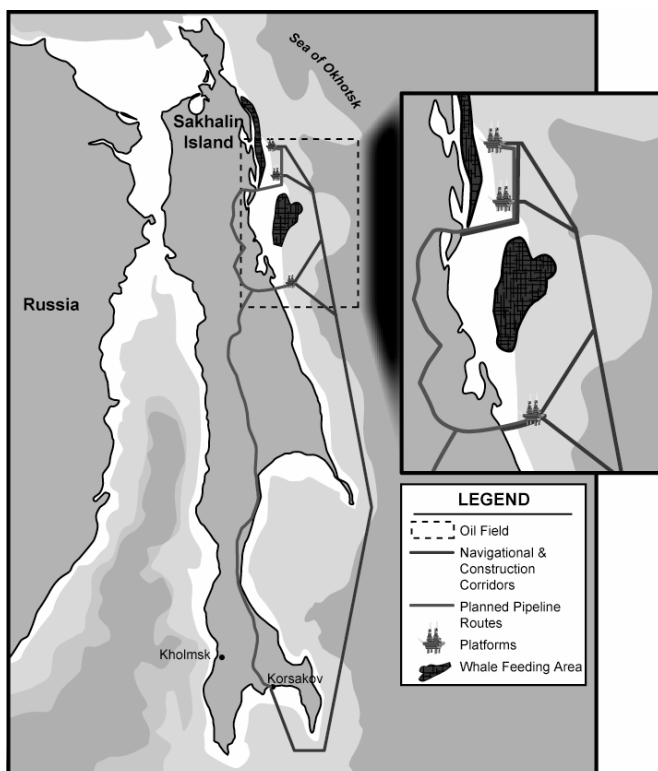 Sea of Okhotsk
Sakhalin
Island
Russia
Kholmsk
Korsakov
LEGEND
Oil Field
Navigational &
Construction
Corridors
Planned Pipeline
Routes
Platforms
Whale Feeding Area